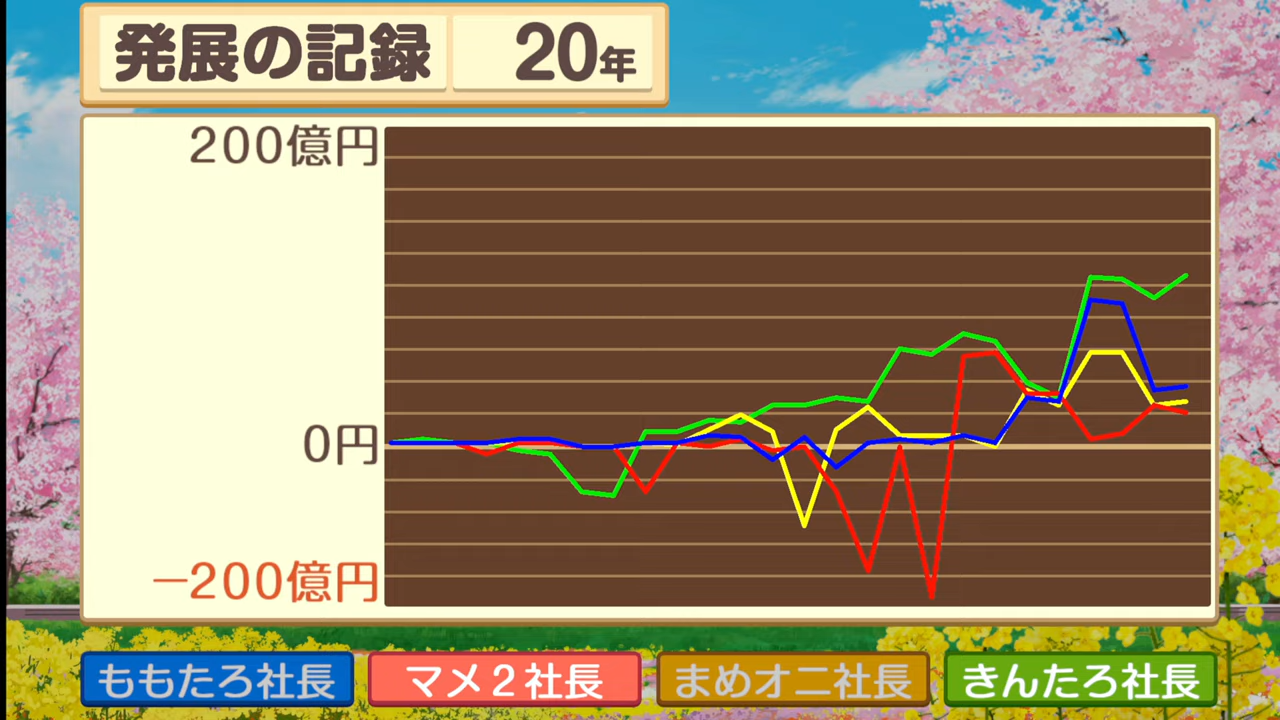 発展の記録 20年
200億円
0円
－200億円
ももたろ社長 マメ2社長 まめオニ社長 きんたろ社長